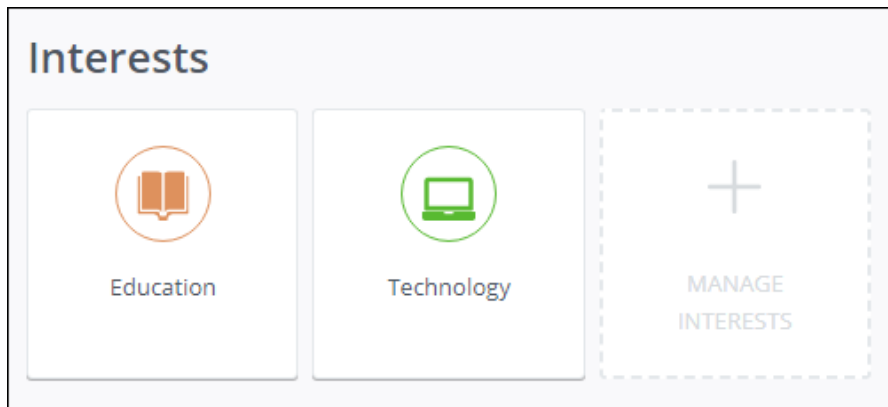 Interests
Education
Technology
MANAGE
INTERESTS